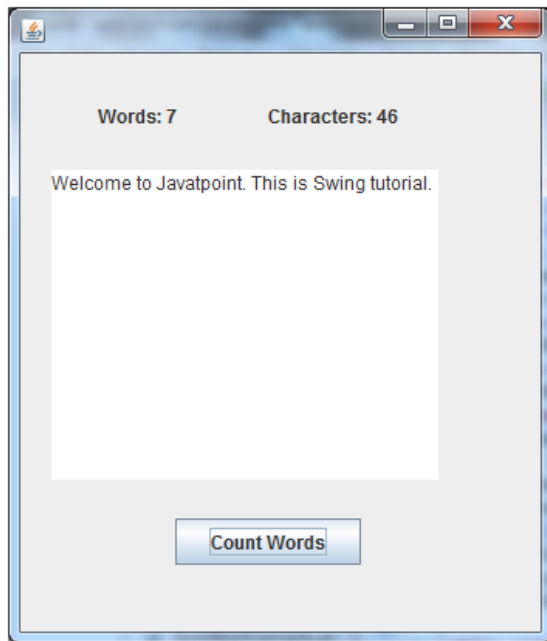 Words: 7 Characters: 46
Welcome to Javatpoint. This is Swing tutorial.
Count Words